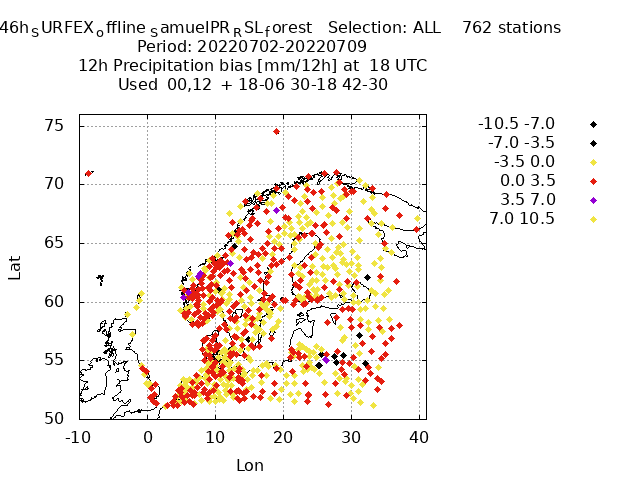 46hSURFEXoffline SamuelPRRSLforest Selection: ALL 762 stations
Period: 20220702-20220709
12h Precipitation bias [mm/12h] at 18 UTC
Used 00,12 + 18-06 30-18 42-30
75
70
65
60
55
50
-10 0 10 20 30 40
Lat
Lon
-10.5 -7.0
-7.0 -3.5
-3.5 0.0
0.0 3.5
3.5 7.0
7.0 10.5